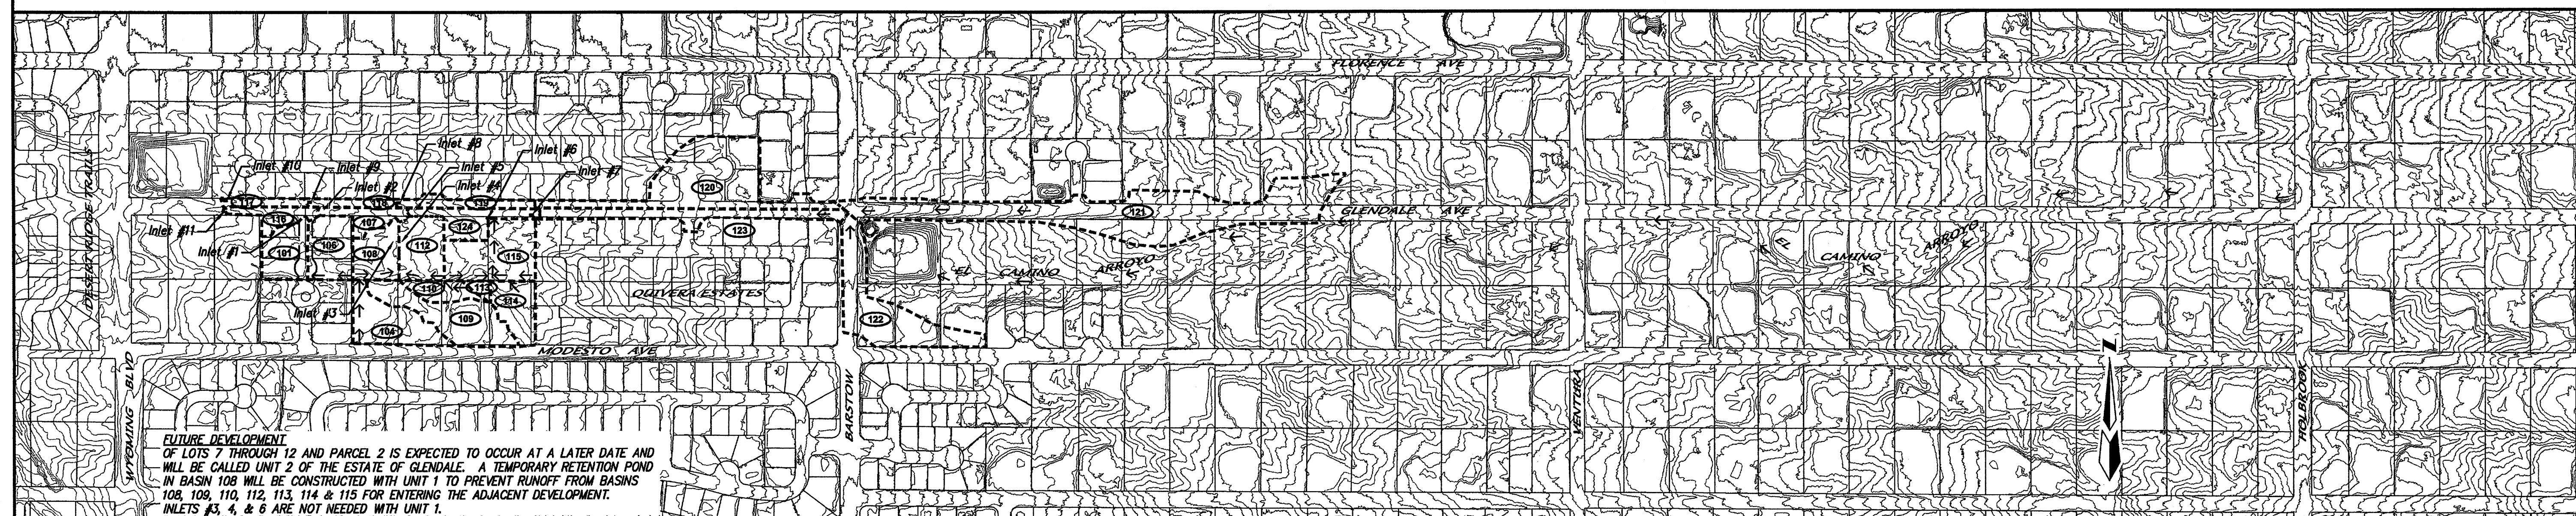 FLORENCE AVE
Inlet #8
Inlet #6
Inlet #10
Inlet #9
Inlet #5
Inlet #7
Inlet #2
Inlet #4
120
117
118
119
121
GLENDALE AVE
116
107
124
123
Inlet #11
Inlet #1
101
106
108
112
115
DESERT RIDGE TRAILS
EL CAMINO ARROYO
EL CAMINO ARROYO
QUIVERA ESTATES
110
113
114
Inlet #3
104
109
122
MODESTO AVE
N
WYOMING BLVD
BARSTOW
VENTURA
HOLBROOK
FUTURE DEVELOPMENT
OF LOTS 7 THROUGH 12 AND PARCEL 2 IS EXPECTED TO OCCUR AT A LATER DATE AND
WILL BE CALLED UNIT 2 OF THE ESTATE OF GLENDALE. A TEMPORARY RETENTION POND
IN BASIN 108 WILL BE CONSTRUCTED WITH UNIT 1 TO PREVENT RUNOFF FROM BASINS
108, 109, 110, 112, 113, 114 & 115 FOR ENTERING THE ADJACENT DEVELOPMENT.
INLETS #3, 4, & 6 ARE NOT NEEDED WITH UNIT 1.